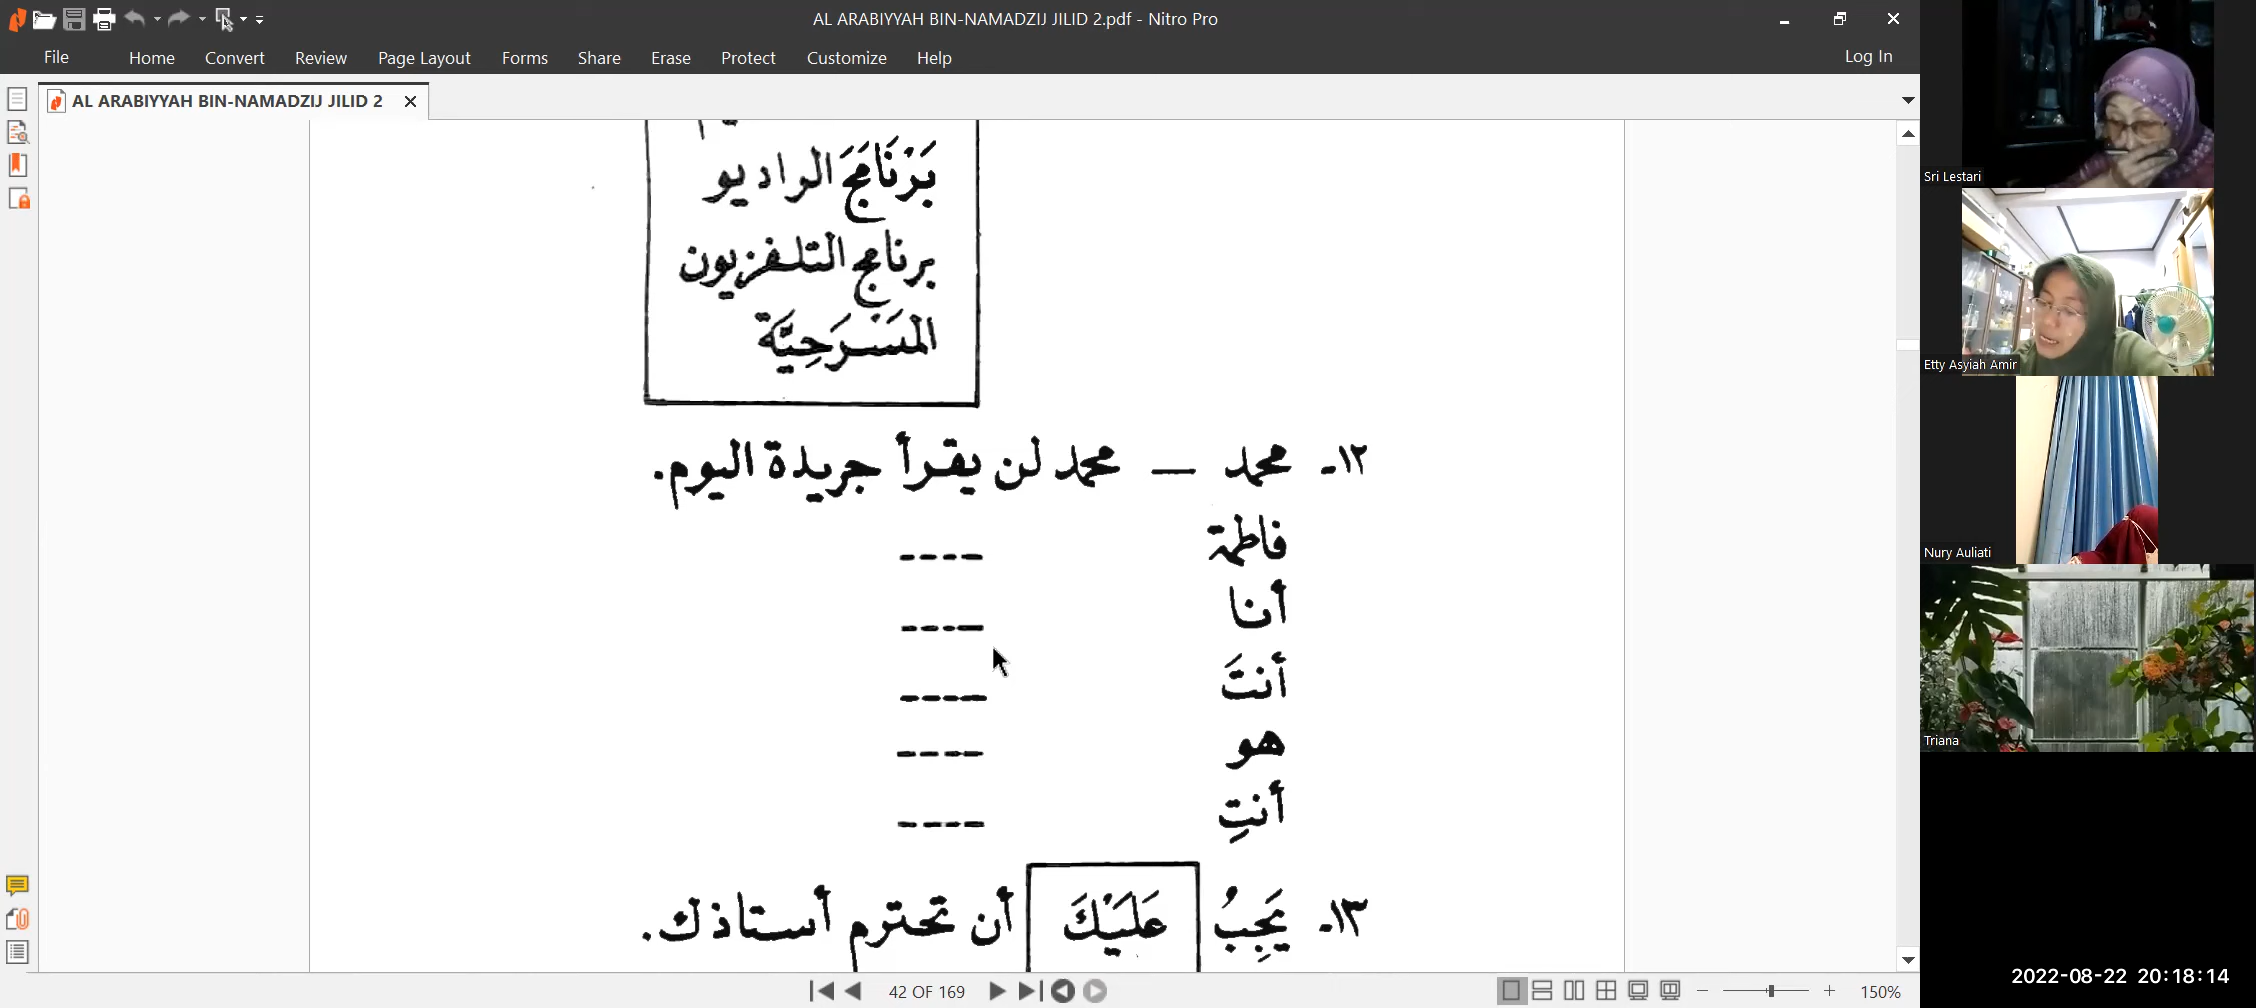 AL ARABIYYAH BIN-NAMADZIJ JILID 2.pdf - Nitro Pro
File Home Convert Review Page Layout Forms Share Erase Protect Customize Help Log In
AL ARABIYYAH BIN-NAMADZIJ JILID 2
بَرْنَامَجَ الراديو
برنامج التلفزيون
المَسْرَحِيَّة
١٢- محمد — محمد لن يقرأ جريدة اليوم.
فاطمة ----
أنا ----
أنتَ ----
هو ----
أنتِ ----
١٣- يَجِبُ عَلَيْكَ أن تحترم أستاذك.
42 OF 169
150%
Sri Lestari
Etty Asyiah Amir
Nury Auliati
Triana
2022-08-22 20:18:14